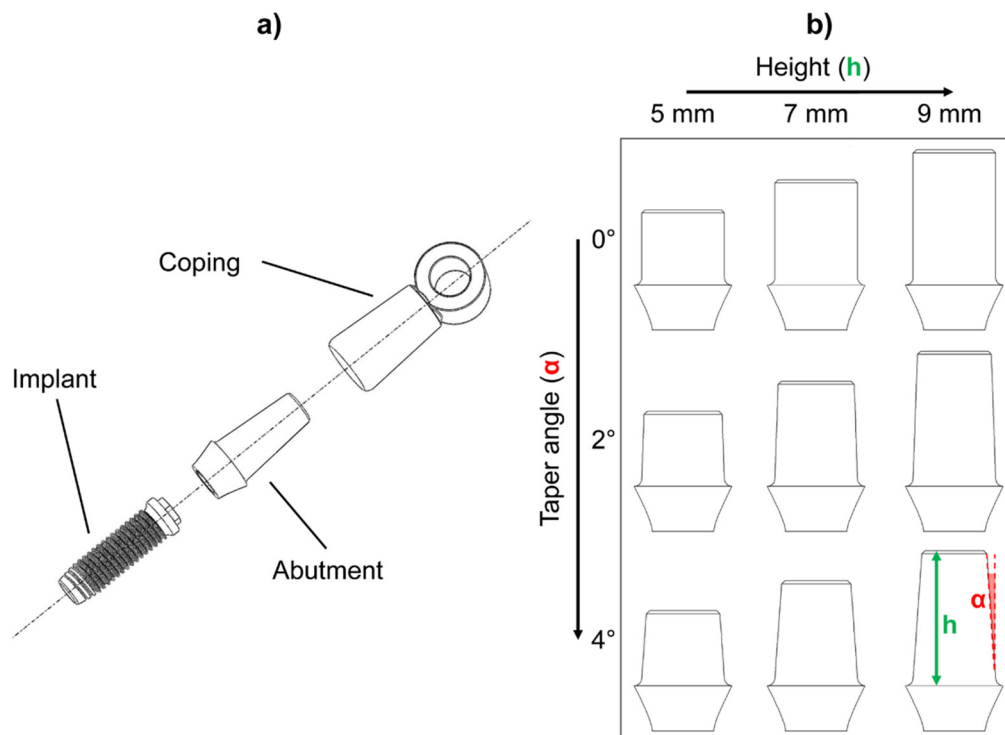 a)
Coping
Implant
Abutment
b)
Height (h)
5 mm 7 mm 9 mm
Taper angle (α)
0°
2°
4°
α
h